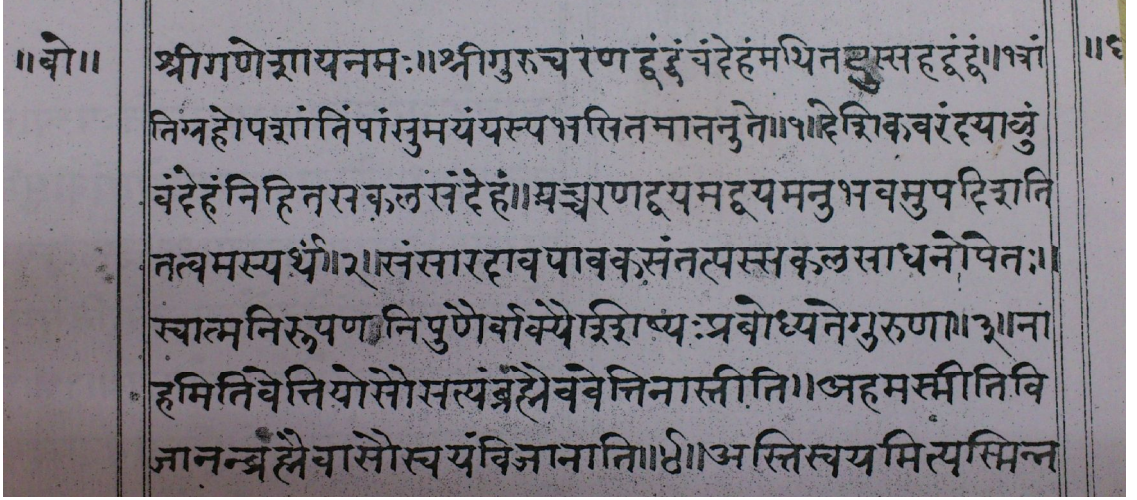 ॥बो॥ श्रीगणेशायनमः॥श्रीगुरुचरणद्वंद्वंवंदेहंमथितदुस्सहद्वंद्वं॥भ्रां
तिग्रहोपशांतिंपांसुमयंयस्यभसितमातनुते॥१॥देशिकवरंदयालुं
वंदेहंनिहितसकलसंदेहं॥यच्चरणद्वयमद्वयमनुभवमुपदिशति
तत्वमस्यर्थं॥२॥संसारदावपावकसंतप्तस्सकलसाधनोपेतः॥
स्वात्मनिरूपणनिपुणैर्वाक्यैश्शिष्यःप्रबोध्यतेगुरुणा॥३॥ना
हमितिवेत्तियोसौसत्यंब्रह्मैववेत्तिनास्तीति॥अहमस्मीतिवि
जानन्ब्रह्मैवासौस्वयंविजानाति॥४॥अस्तिस्वयमित्यस्मिन्न